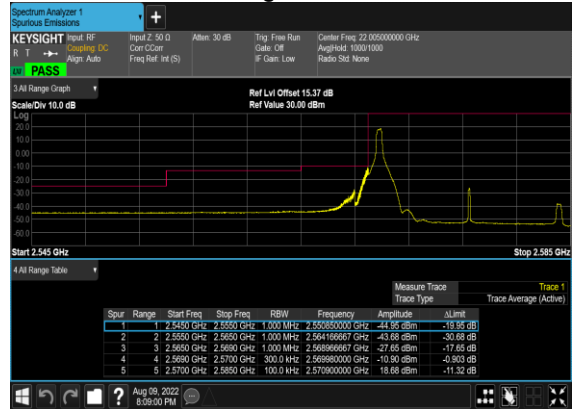 Spectrum Analyzer 1
Spurious Emissions
KEYSIGHT Input: RF Input Z: 50 Ω Atten: 30 dB Trig: Free Run Center Freq: 22.005000000 GHz
R T Coupling: DC Corr CCorr Gate: Off Avg|Hold: 1000/1000
Align: Auto Freq Ref: Int (S) IF Gain: Low Radio Std: None
PASS
3 All Range Graph
Ref Lvl Offset 15.37 dB
Scale/Div 10.0 dB Ref Value 30.00 dBm
Log
20.0
10.0
0.00
-10.0
-20.0
-30.0
-40.0
-50.0
-60.0
Start 2.545 GHz Stop 2.585 GHz
4 All Range Table
Measure Trace Trace 1
Trace Type Trace Average (Active)
Spur Range Start Freq Stop Freq RBW Frequency Amplitude ΔLimit
1 1 2.5450 GHz 2.5550 GHz 1.000 MHz 2.550850000 GHz -44.95 dBm -19.95 dB
2 2 2.5550 GHz 2.5650 GHz 1.000 MHz 2.564166667 GHz -43.68 dBm -30.68 dB
3 3 2.5650 GHz 2.5690 GHz 1.000 MHz 2.568966667 GHz -27.65 dBm -17.65 dB
4 4 2.5690 GHz 2.5700 GHz 300.0 kHz 2.569980000 GHz -10.90 dBm -0.903 dB
5 5 2.5700 GHz 2.5850 GHz 100.0 kHz 2.570900000 GHz 18.68 dBm -11.32 dB
Aug 09, 2022
8:09:00 PM